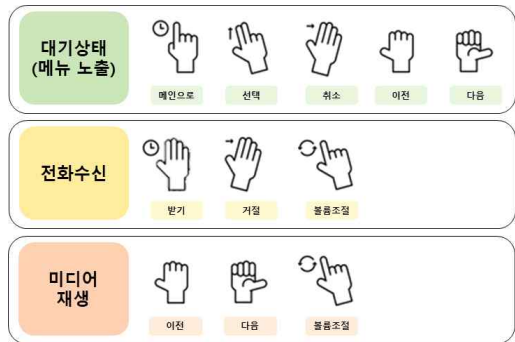 대기상태
(메뉴 노출)
메인으로
선택
취소
이전
다음
전화수신
받기
거절
볼륨조절
미디어
재생
이전
다음
볼륨조절